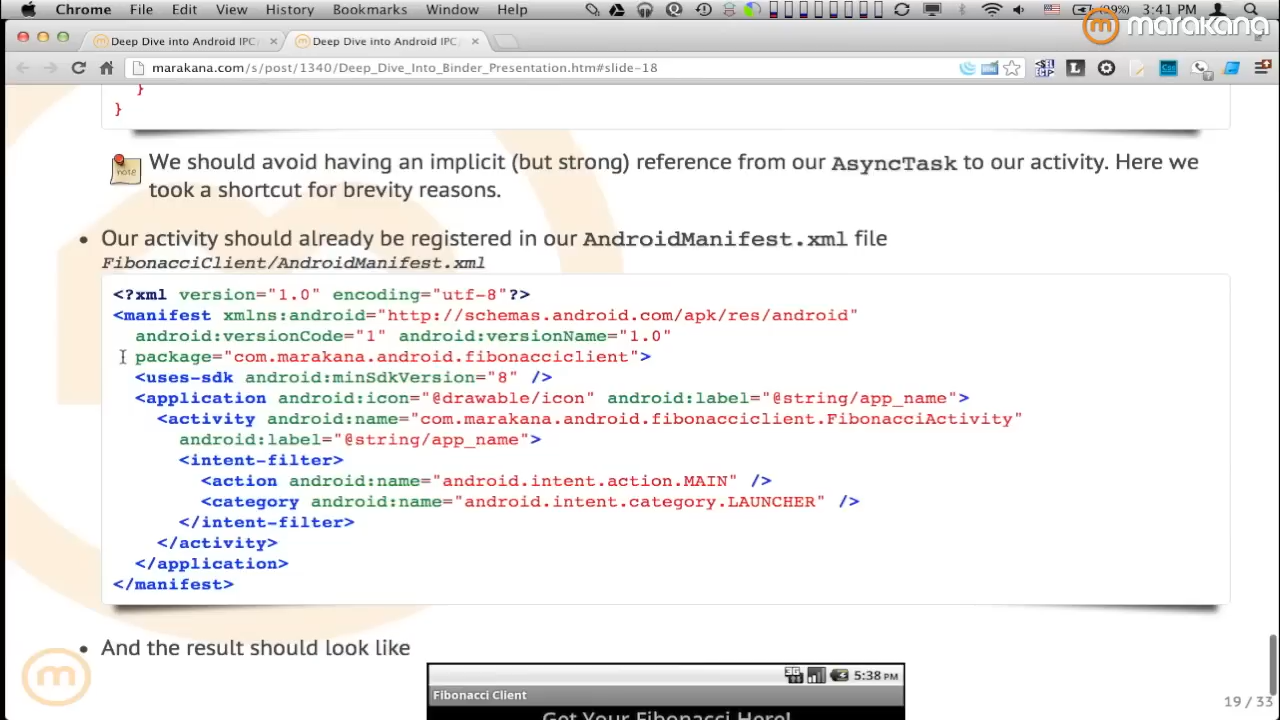 Chrome File Edit View History Bookmarks Window Help (99%) 3:41 PM
marakana
Deep Dive into Android IPC/ Deep Dive into Android IPC/
marakana.com/s/post/1340/Deep_Dive_Into_Binder_Presentation.htm#slide-18
}
}
note
We should avoid having an implicit (but strong) reference from our AsyncTask to our activity. Here we
took a shortcut for brevity reasons.
• Our activity should already be registered in our AndroidManifest.xml file
FibonacciClient/AndroidManifest.xml
<?xml version="1.0" encoding="utf-8"?>
<manifest xmlns:android="http://schemas.android.com/apk/res/android"
android:versionCode="1" android:versionName="1.0"
package="com.marakana.android.fibonacciclient">
<uses-sdk android:minSdkVersion="8" />
<application android:icon="@drawable/icon" android:label="@string/app_name">
<activity android:name="com.marakana.android.fibonacciclient.FibonacciActivity"
android:label="@string/app_name">
<intent-filter>
<action android:name="android.intent.action.MAIN" />
<category android:name="android.intent.category.LAUNCHER" />
</intent-filter>
</activity>
</application>
</manifest>
• And the result should look like
3G 5:38 PM
Fibonacci Client
Get Your Fibonacci Here!
19 / 33